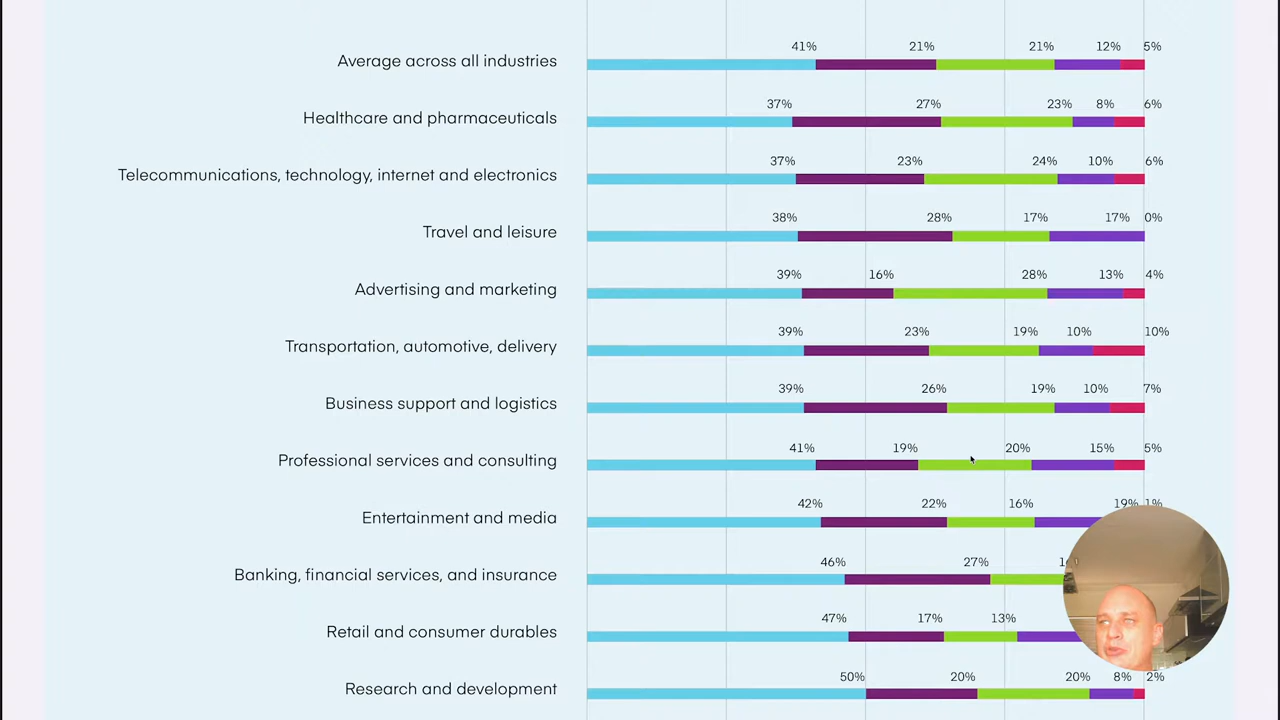 41% 21% 21% 12% 5%
Average across all industries
37% 27% 23% 8% 6%
Healthcare and pharmaceuticals
37% 23% 24% 10% 6%
Telecommunications, technology, internet and electronics
38% 28% 17% 17% 0%
Travel and leisure
39% 16% 28% 13% 4%
Advertising and marketing
39% 23% 19% 10% 10%
Transportation, automotive, delivery
39% 26% 19% 10% 7%
Business support and logistics
41% 19% 20% 15% 5%
Professional services and consulting
42% 22% 16% 19% 1%
Entertainment and media
46% 27%
Banking, financial services, and insurance
47% 17% 13%
Retail and consumer durables
50% 20% 20% 8% 2%
Research and development